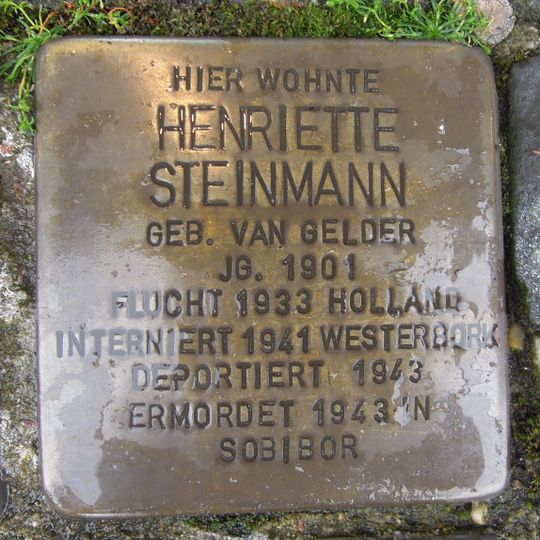 HIER WOHNTE
HENRIETTE
STEINMANN
GEB. VAN GELDER
JG. 1901
FLUCHT 1933 HOLLAND
INTERNIERT 1941 WESTERBORK
DEPORTIERT 1943
ERMORDET 1943 IN
SOBIBOR